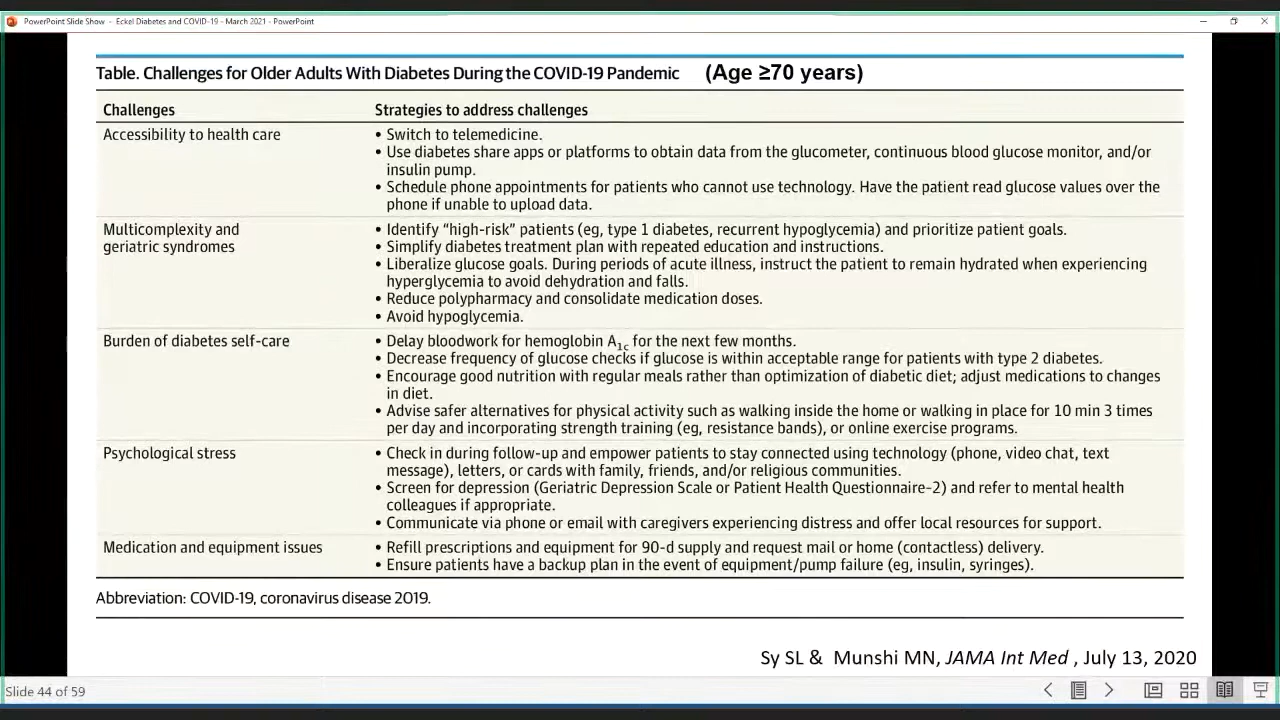 PowerPoint Slide Show - Eckel Diabetes and COVID-19 - March 2021 - PowerPoint
Table. Challenges for Older Adults With Diabetes During the COVID-19 Pandemic (Age ≥70 years)
Challenges Strategies to address challenges
Accessibility to health care • Switch to telemedicine.
• Use diabetes share apps or platforms to obtain data from the glucometer, continuous blood glucose monitor, and/or
insulin pump.
• Schedule phone appointments for patients who cannot use technology. Have the patient read glucose values over the
phone if unable to upload data.
Multicomplexity and • Identify “high-risk” patients (eg, type 1 diabetes, recurrent hypoglycemia) and prioritize patient goals.
geriatric syndromes • Simplify diabetes treatment plan with repeated education and instructions.
• Liberalize glucose goals. During periods of acute illness, instruct the patient to remain hydrated when experiencing
hyperglycemia to avoid dehydration and falls.
• Reduce polypharmacy and consolidate medication doses.
• Avoid hypoglycemia.
Burden of diabetes self-care • Delay bloodwork for hemoglobin A1c for the next few months.
• Decrease frequency of glucose checks if glucose is within acceptable range for patients with type 2 diabetes.
• Encourage good nutrition with regular meals rather than optimization of diabetic diet; adjust medications to changes
in diet.
• Advise safer alternatives for physical activity such as walking inside the home or walking in place for 10 min 3 times
per day and incorporating strength training (eg, resistance bands), or online exercise programs.
Psychological stress • Check in during follow-up and empower patients to stay connected using technology (phone, video chat, text
message), letters, or cards with family, friends, and/or religious communities.
• Screen for depression (Geriatric Depression Scale or Patient Health Questionnaire-2) and refer to mental health
colleagues if appropriate.
• Communicate via phone or email with caregivers experiencing distress and offer local resources for support.
Medication and equipment issues • Refill prescriptions and equipment for 90-d supply and request mail or home (contactless) delivery.
• Ensure patients have a backup plan in the event of equipment/pump failure (eg, insulin, syringes).
Abbreviation: COVID-19, coronavirus disease 2019.
Sy SL & Munshi MN, JAMA Int Med , July 13, 2020
Slide 44 of 59